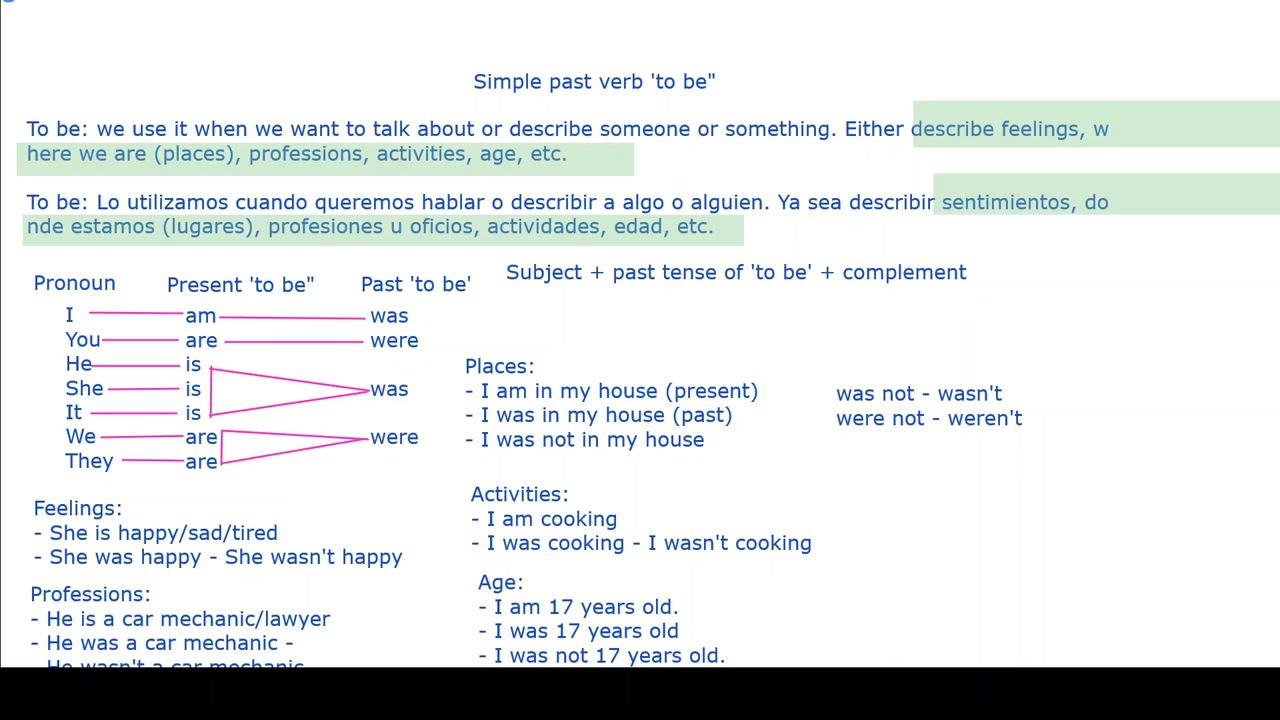 Simple past verb 'to be"
To be: we use it when we want to talk about or describe someone or something. Either describe feelings, w
here we are (places), professions, activities, age, etc.
To be: Lo utilizamos cuando queremos hablar o describir a algo o alguien. Ya sea describir sentimientos, do
nde estamos (lugares), profesiones u oficios, actividades, edad, etc.
Subject + past tense of 'to be' + complement
Pronoun Present 'to be" Past 'to be'
I am was
You are were
He is
She is was
It is
We are were
They are
Places:
- I am in my house (present)
- I was in my house (past)
- I was not in my house
was not - wasn't
were not - weren't
Feelings:
- She is happy/sad/tired
- She was happy - She wasn't happy
Professions:
- He is a car mechanic/lawyer
- He was a car mechanic -
He wasn't a car mechanic
Activities:
- I am cooking
- I was cooking - I wasn't cooking
Age:
- I am 17 years old.
- I was 17 years old
- I was not 17 years old.